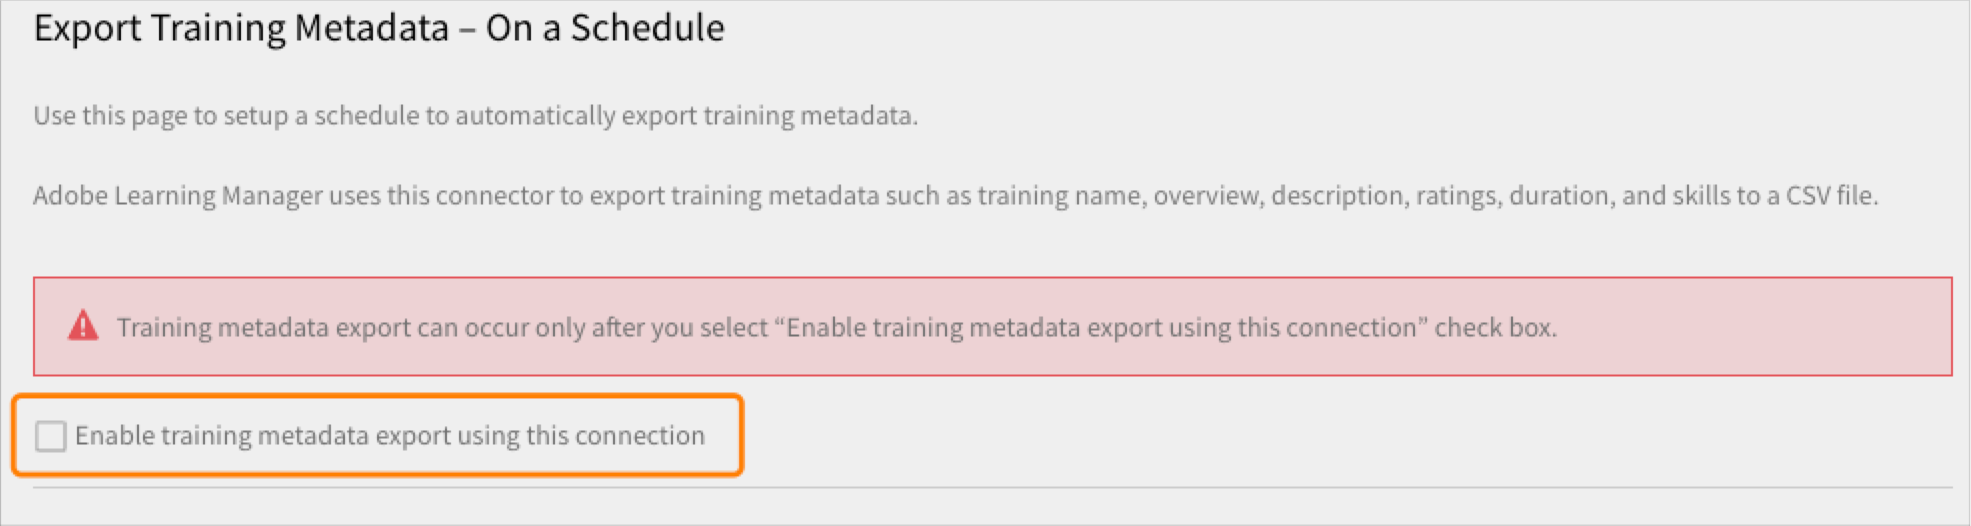 Export Training Metadata – On a Schedule
Use this page to setup a schedule to automatically export training metadata.
Adobe Learning Manager uses this connector to export training metadata such as training name, overview, description, ratings, duration, and skills to a CSV file.
Training metadata export can occur only after you select “Enable training metadata export using this connection” check box.
Enable training metadata export using this connection